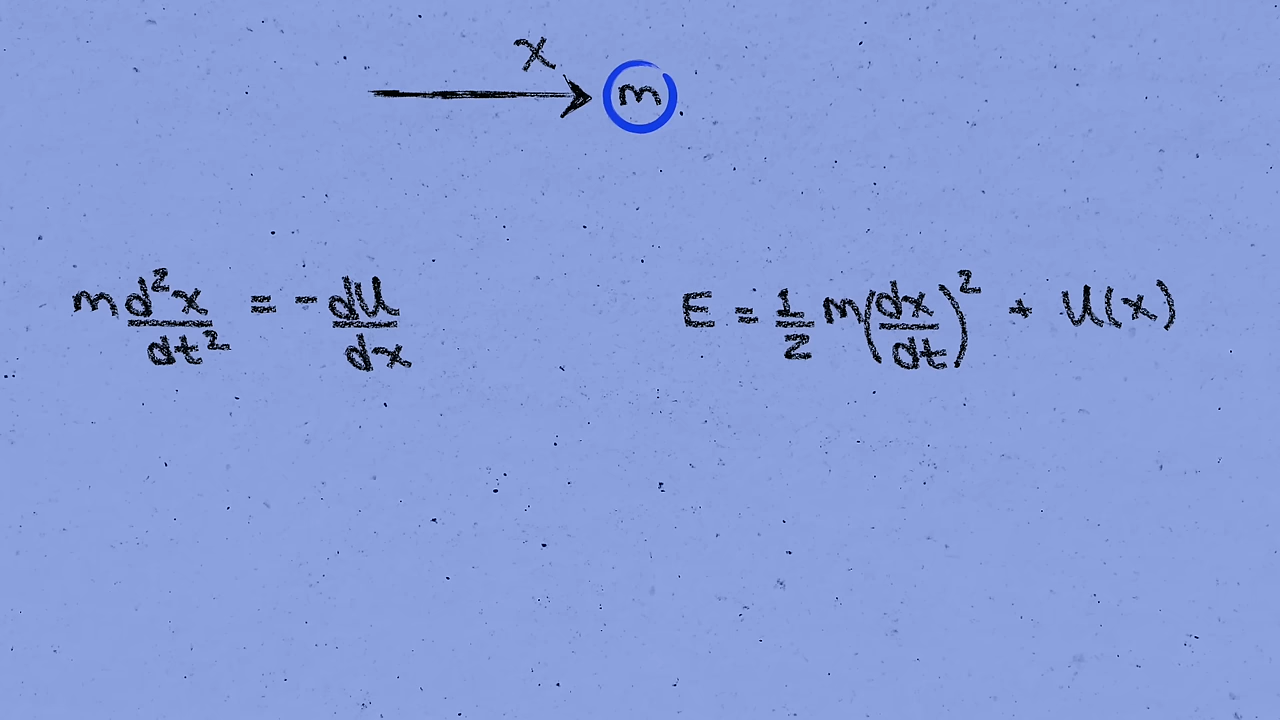 x
m
m d²x/dt² = - dU/dx
E = 1/2 m(dx/dt)² + U(x)